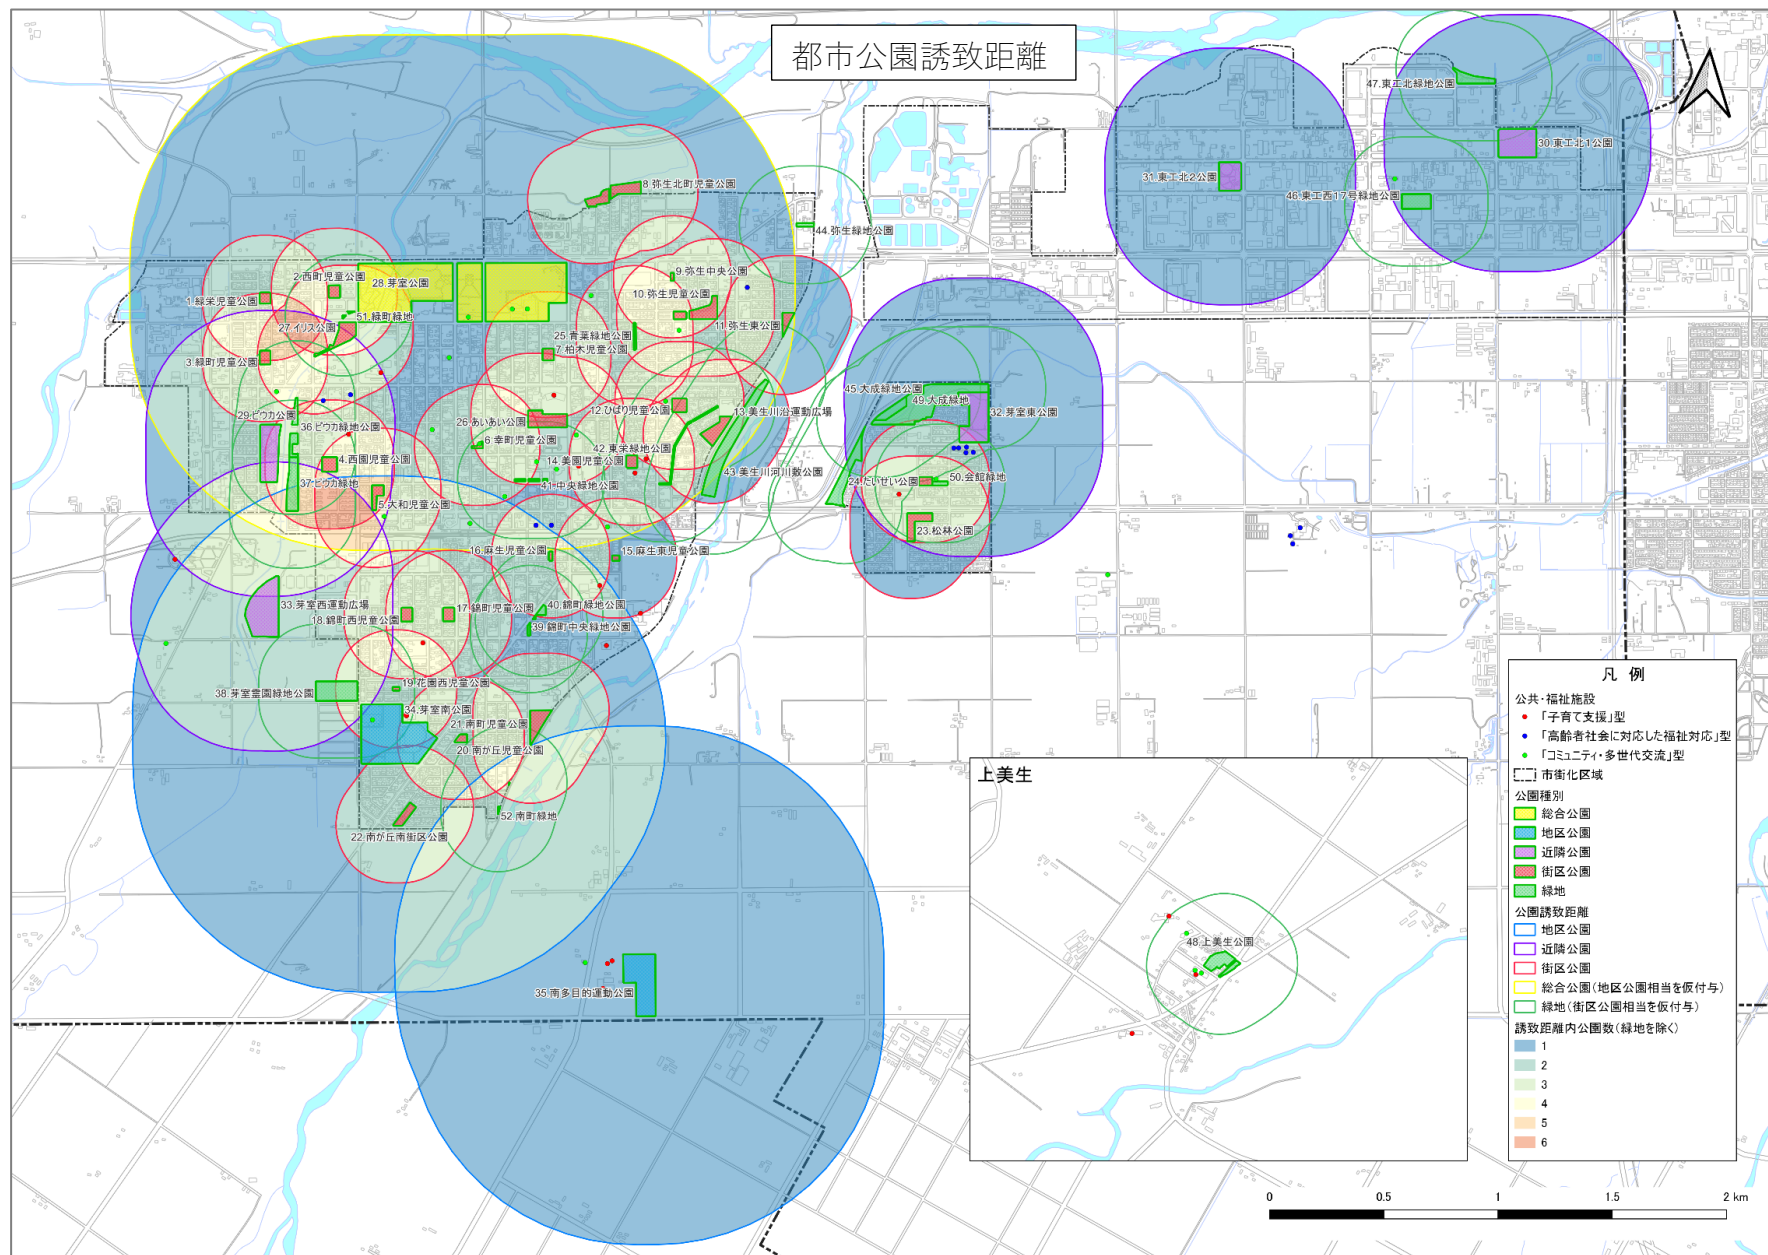 都市公園誘致距離
47.東工北緑地公園
30.東工北1公園
31.東工北2公園
46.東工西17号緑地公園
8.弥生北町児童公園
44.弥生緑地公園
2.西町児童公園
28.芽室公園
9.弥生中央公園
1.緑栄児童公園
10.弥生児童公園
51.緑町緑地
27.イリス公園
11.弥生東公園
25.青葉緑地公園
3.緑町児童公園
7.柏木児童公園
45.大成緑地公園
49.大成緑地
29.ピウカ公園
12.ひばり児童公園
13.美生川沿運動広場
32.芽室東公園
36.ピウカ緑地公園
26.あいあい公園
6.幸町児童公園
42.東栄緑地公園
4.西園児童公園
14.美園児童公園
43.美生川河川敷公園
37.ピウカ緑地
41.中央緑地公園
24.たいせい公園
50.会館緑地
5.大和児童公園
23.松林公園
16.麻生児童公園
15.麻生東児童公園
33.芽室西運動広場
17.錦町児童公園
40.錦町緑地公園
18.錦町西児童公園
39.錦町中央緑地公園
19.花園西児童公園
38.芽室霊園緑地公園
34.芽室南公園
21.南町児童公園
20.南が丘児童公園
52.南町緑地
22.南が丘南街区公園
35.南多目的運動公園
上美生
48.上美生公園
凡 例
公共・福祉施設
「子育て支援」型
「高齢者社会に対応した福祉対応」型
「コミュニティ・多世代交流」型
市街化区域
公園種別
総合公園
地区公園
近隣公園
街区公園
緑地
公園誘致距離
地区公園
近隣公園
街区公園
総合公園(地区公園相当を仮付与)
緑地(街区公園相当を仮付与)
誘致距離内公園数(緑地を除く)
1
2
3
4
5
6
0 0.5 1 1.5 2 km